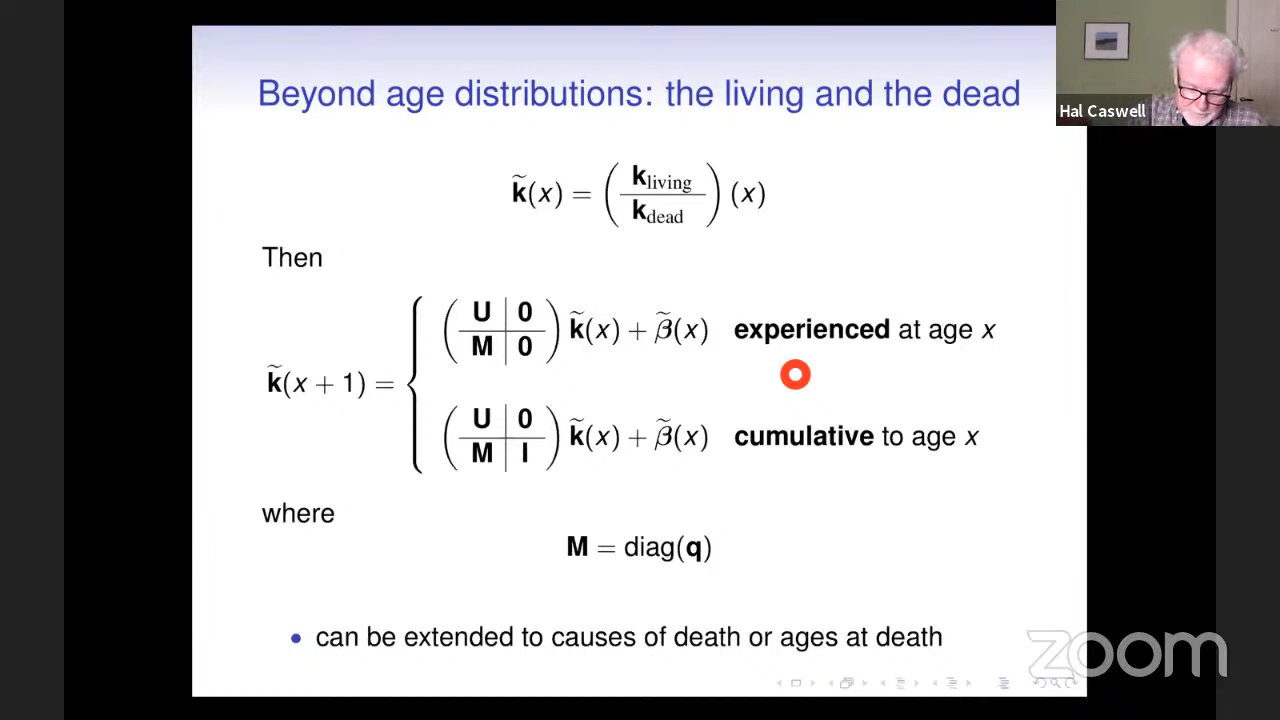 Beyond age distributions: the living and the dead
Hal Caswell
k̃(x) = ( k_living / k_dead ) (x)
Then
k̃(x + 1) = { ( U | 0 / M | 0 ) k̃(x) + β̃(x) experienced at age x
( U | 0 / M | I ) k̃(x) + β̃(x) cumulative to age x
where
M = diag(q)
• can be extended to causes of death or ages at death
zoom